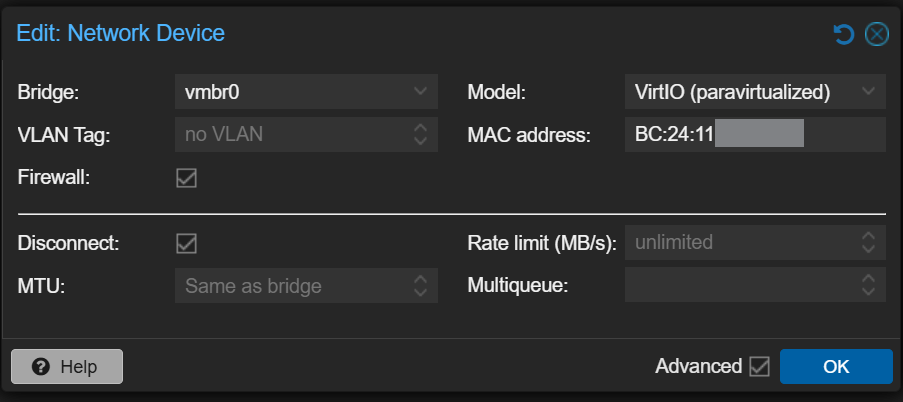 Edit: Network Device
Bridge: vmbr0 Model: VirtIO (paravirtualized)
VLAN Tag: no VLAN MAC address: BC:24:11
Firewall:
Disconnect: Rate limit (MB/s): unlimited
MTU: Same as bridge Multiqueue:
? Help Advanced OK